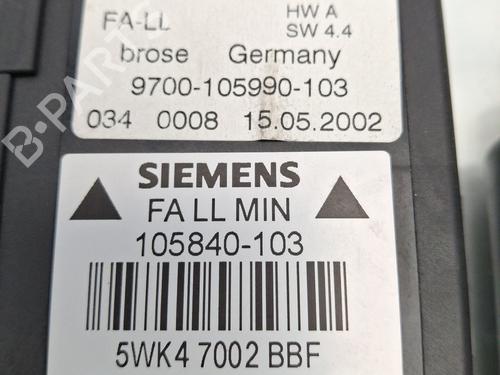 FA-LL HW A
SW 4.4
brose Germany
9700-105990-103
034 0008 15.05.2002
SIEMENS
FA LL MIN
105840-103
5WK4 7002 BBF